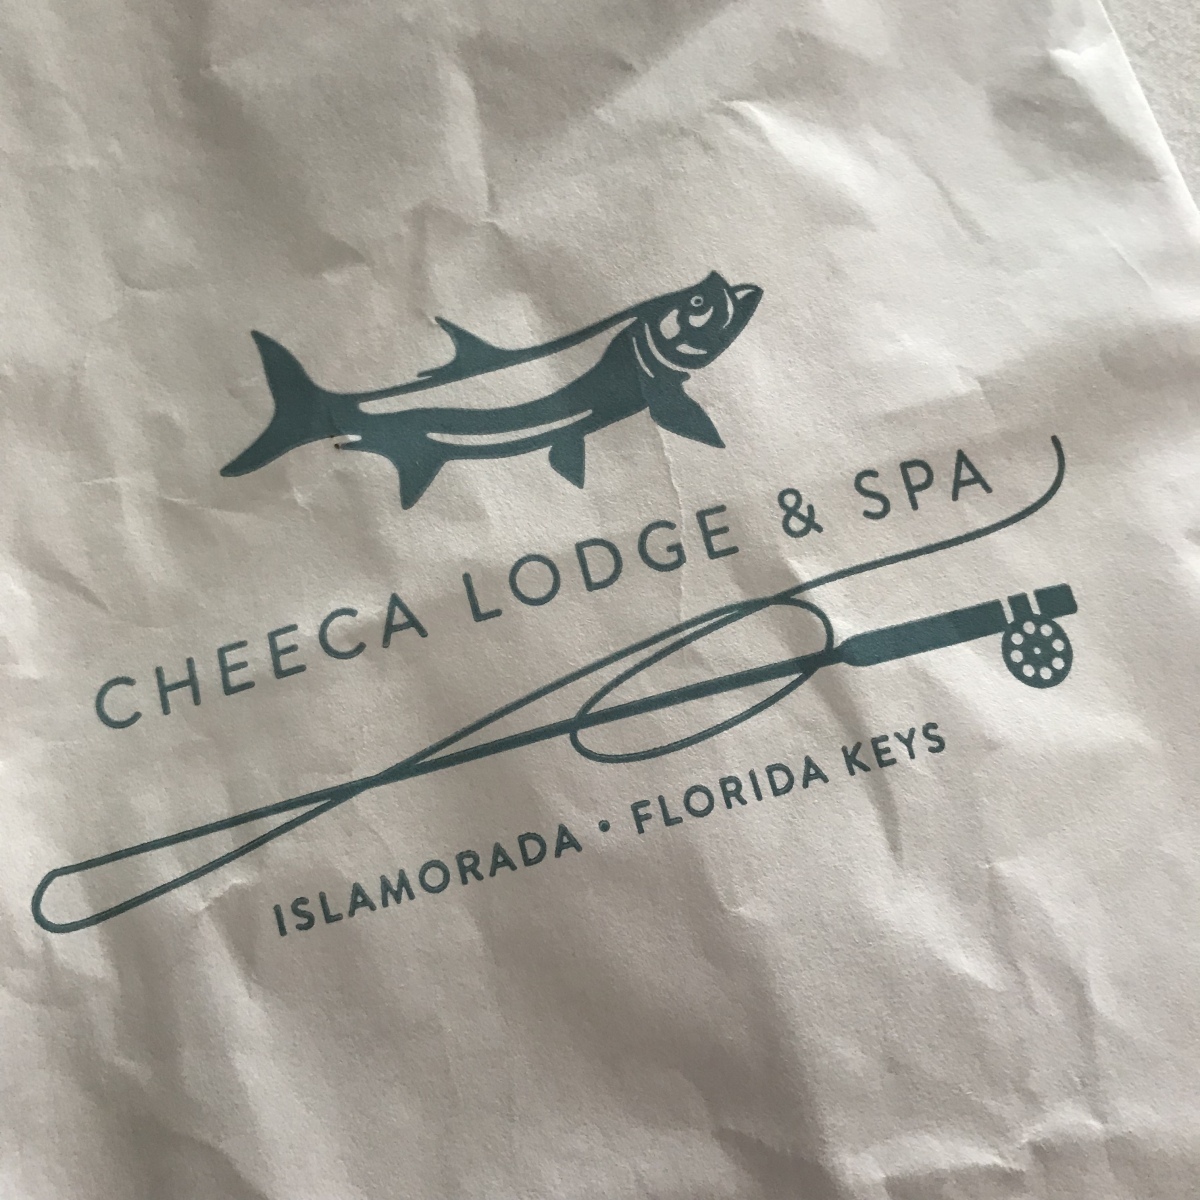 CHEECA LODGE & SPA
ISLAMORADA • FLORIDA KEYS